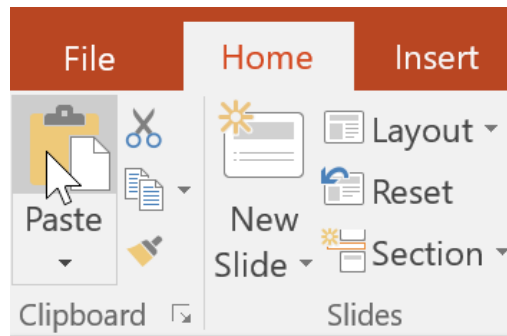 File Home Insert
Paste
New
Slide
Layout
Reset
Section
Clipboard
Slides